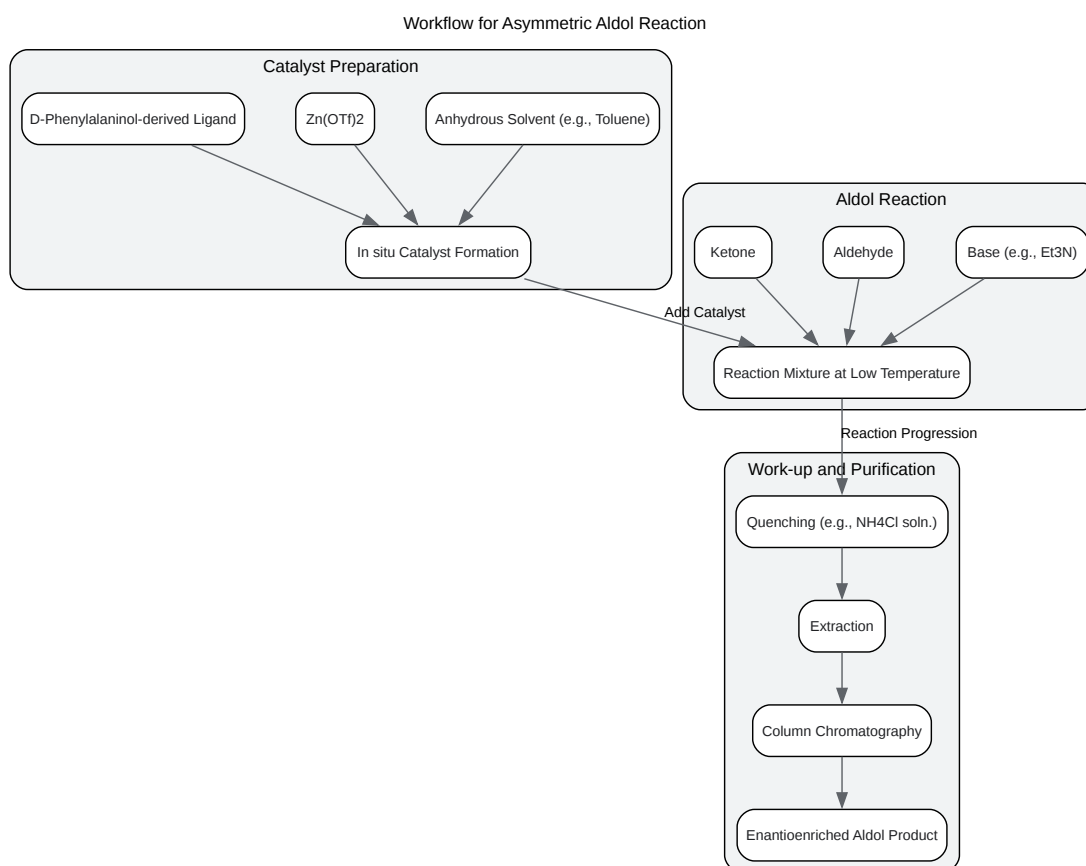 Workflow for Asymmetric Aldol Reaction
Catalyst Preparation
D-Phenylalaninol-derived Ligand
Zn(OTf)2
Anhydrous Solvent (e.g., Toluene)
In situ Catalyst Formation
Aldol Reaction
Ketone
Aldehyde
Base (e.g., Et3N)
Add Catalyst
Reaction Mixture at Low Temperature
Reaction Progression
Work-up and Purification
Quenching (e.g., NH4Cl soln.)
Extraction
Column Chromatography
Enantioenriched Aldol Product